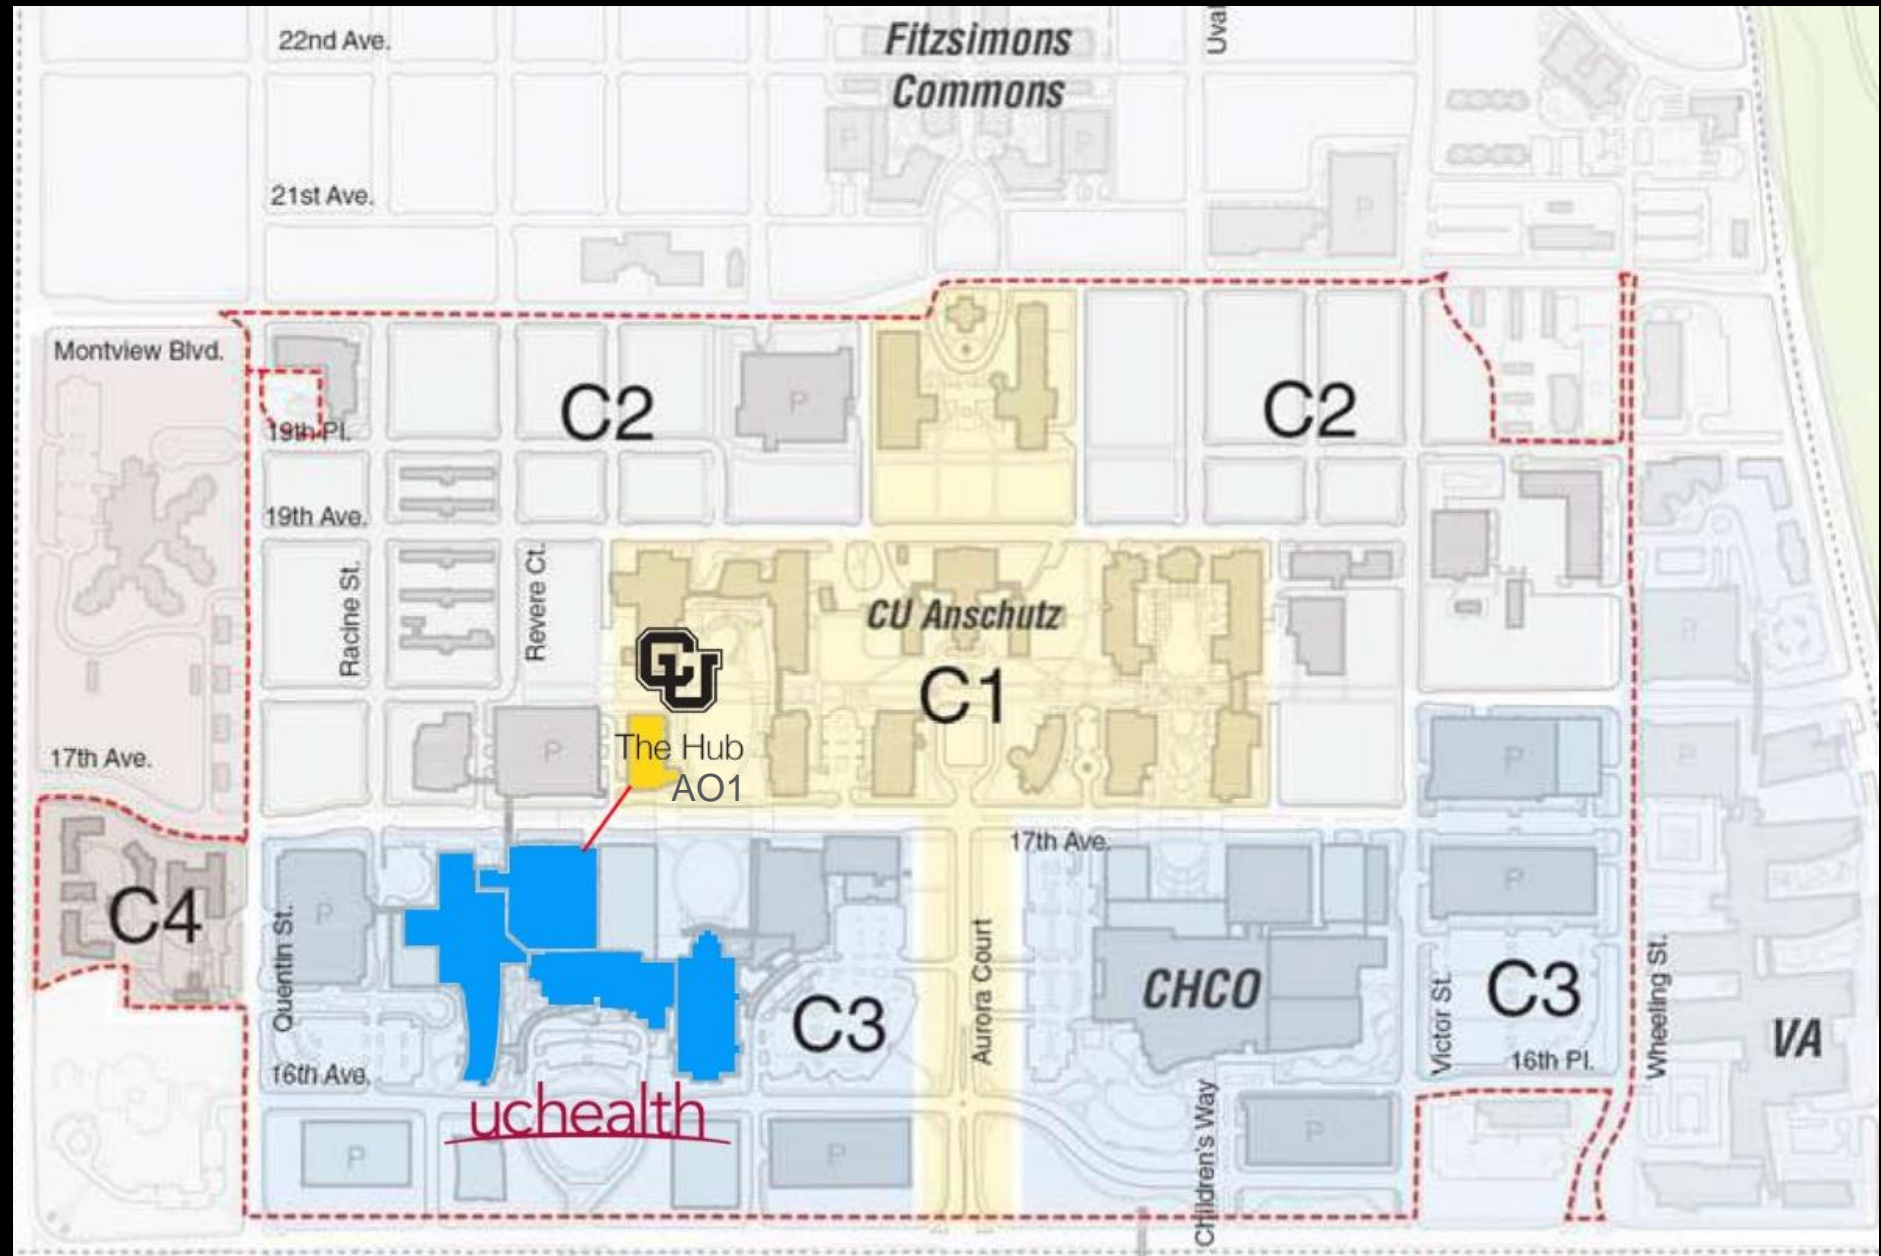 22nd Ave.
Fitzsimons
Commons
Uval
P
P
21st Ave.
P
Montview Blvd.
C2
P
C2
19th Pl.
19th Ave.
Racine St.
Revere Ct.
CU Anschutz
P
CU
C1
17th Ave.
P
The Hub
AO1
P
P
17th Ave.
P
C4
Quentin St.
P
Aurora Court
CHCO
Victor St.
C3
Wheeling St.
C3
VA
16th Ave.
16th Pl.
uchealth
Children's Way
P
P
P